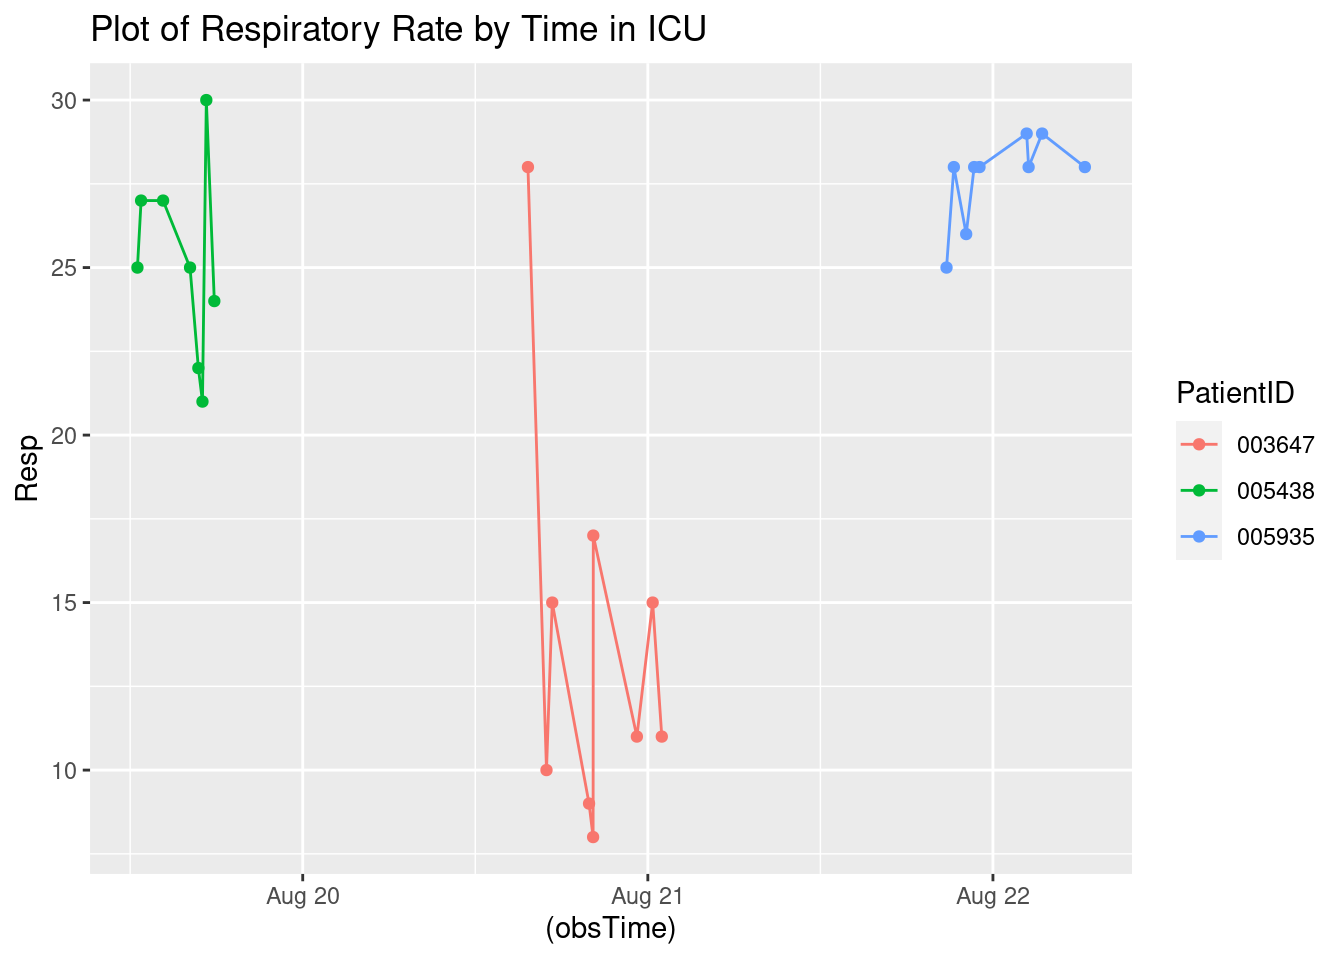 Plot of Respiratory Rate by Time in ICU
30
25
20
15
10
Resp
Aug 20
Aug 21
Aug 22
(obsTime)
PatientID
003647
005438
005935